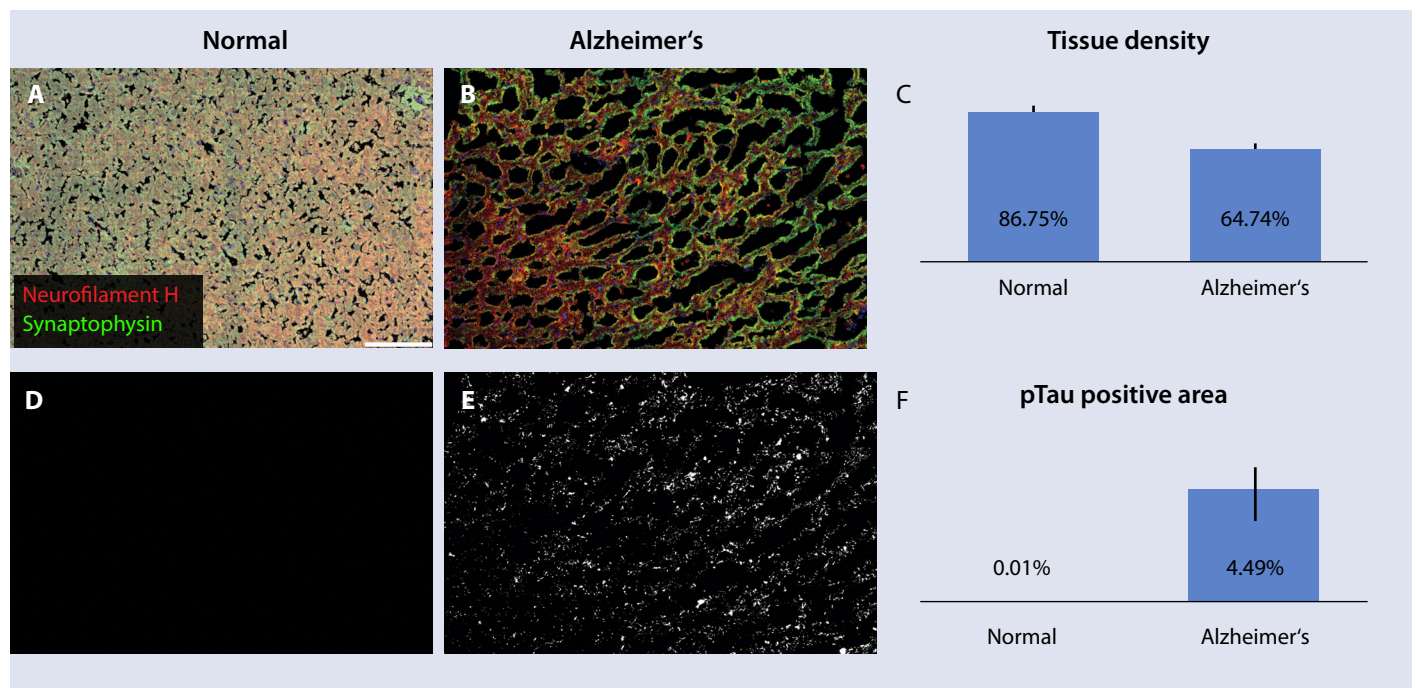 Normal
Alzheimer‘s
Tissue density
A
Neurofilament H
Synaptophysin
B
C
86.75%
64.74%
Normal
Alzheimer‘s
D
E
F
pTau positive area
0.01%
4.49%
Normal
Alzheimer‘s